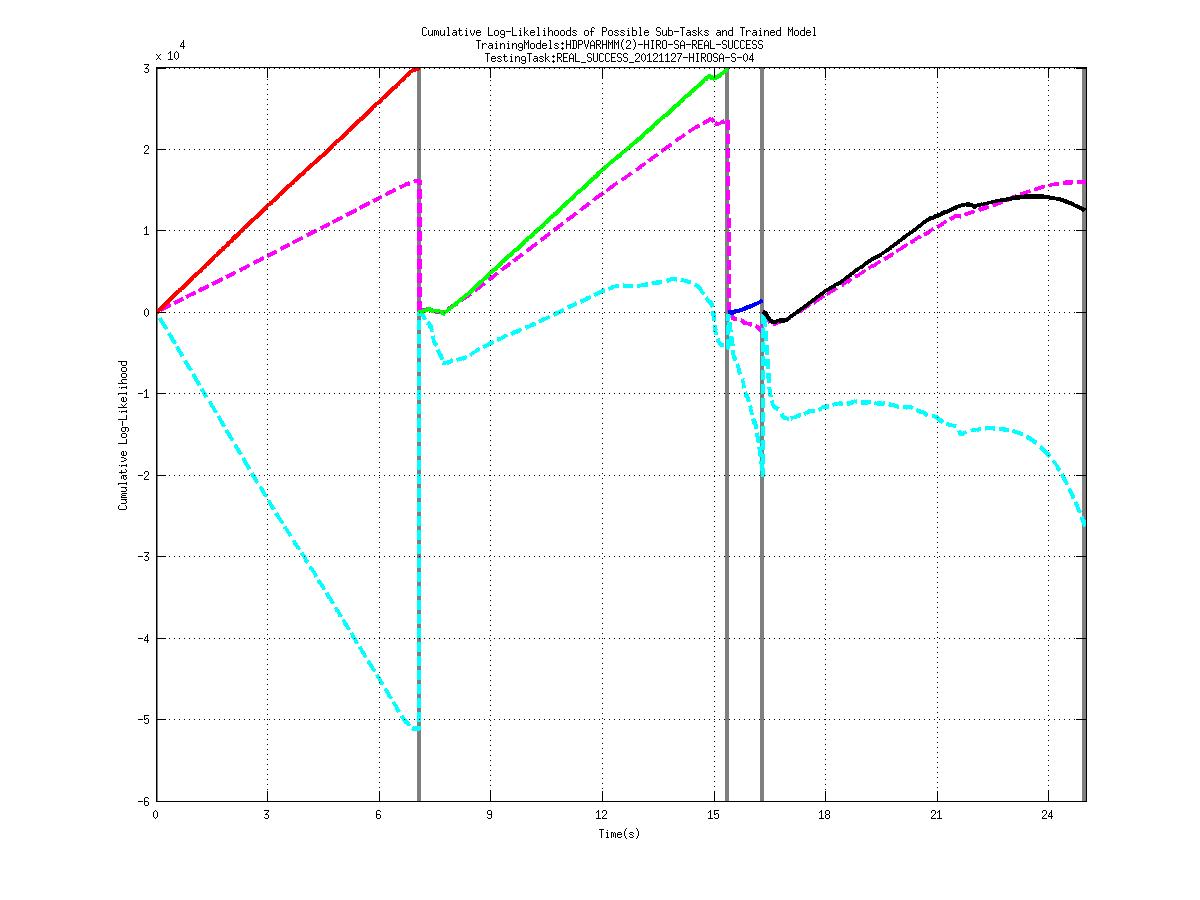 Cumulative Log-Likelihoods of Possible Sub-Tasks and Trained Model
TrainingModels:HDPVARHMM(2)-HIRO-SA-REAL-SUCCESS
TestingTask:REAL_SUCCESS_20121127-HIROSA-S-04
x 10^4
3
2
1
0
-1
-2
-3
-4
-5
-6
Cumulative Log-Likelihood
0 3 6 9 12 15 18 21 24
Time(s)